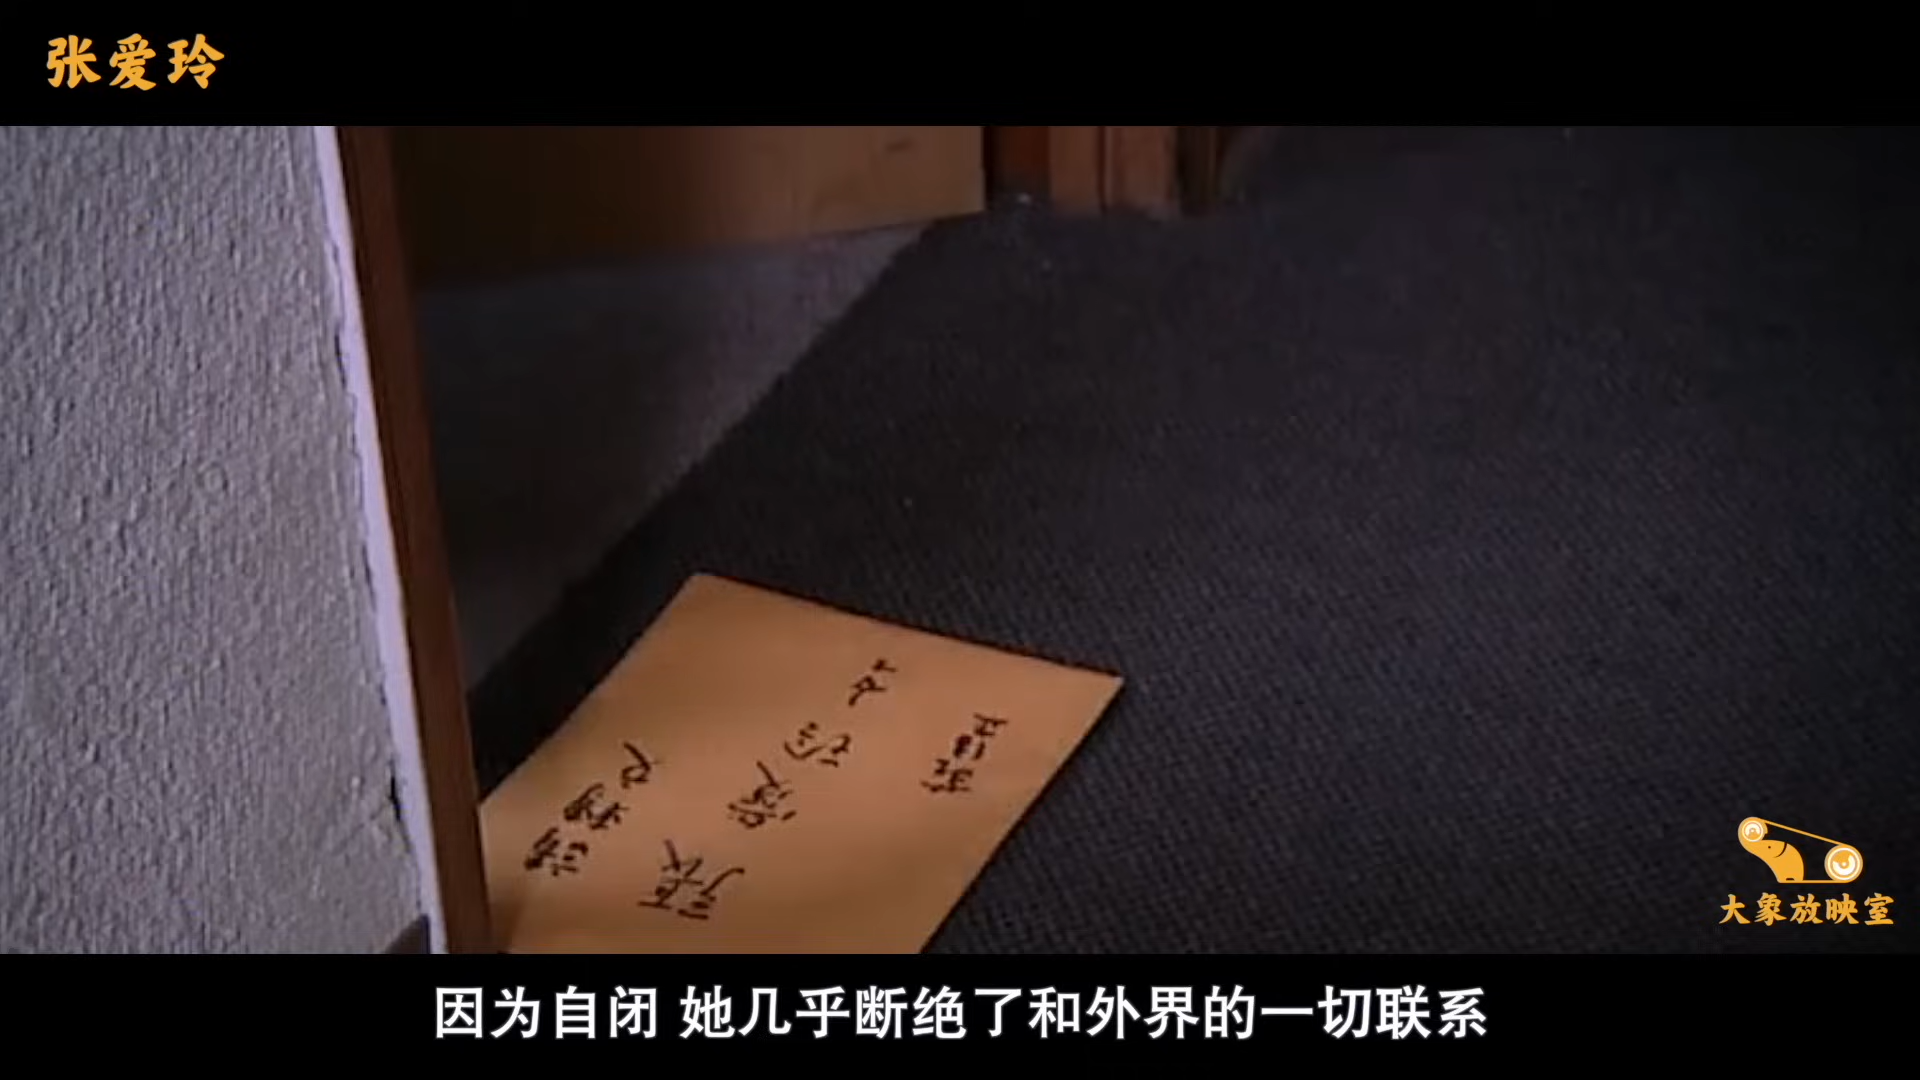 张爱玲
大象放映室
因为自闭 她几乎断绝了和外界的一切联系